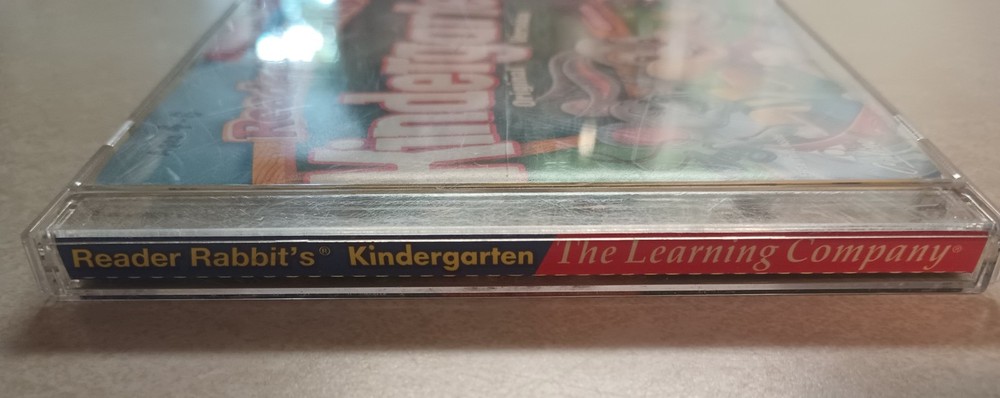 Kindergarten
Reader Rabbit's® Kindergarten The Learning Company®